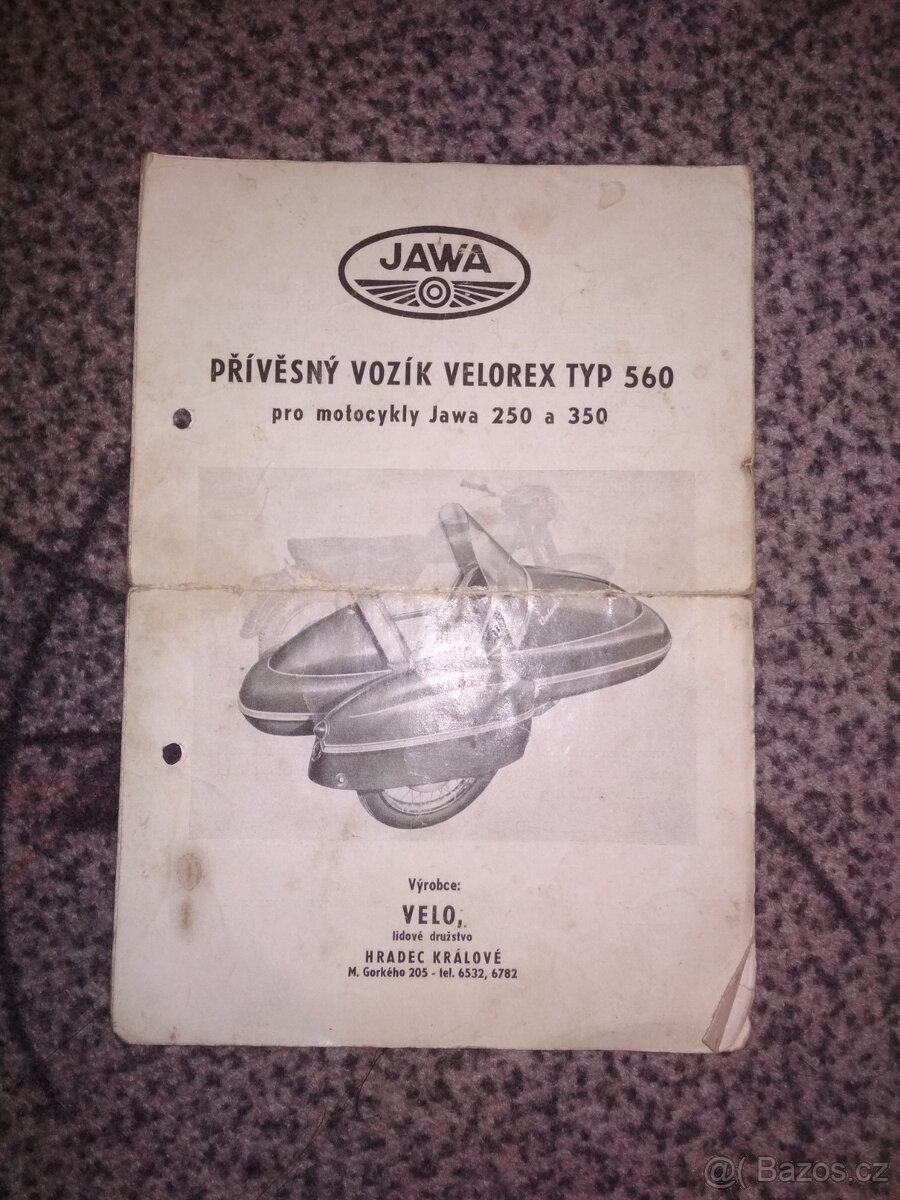 JAWA
PŘÍVĚSNÝ VOZÍK VELOREX TYP 560
pro motocykly Jawa 250 a 350
Výrobce:
VELO,
lidové družstvo
HRADEC KRÁLOVÉ
M. Gorkého 205 - tel. 6532, 6782
@( Bazos.cz